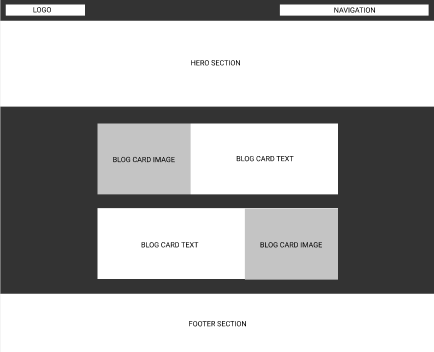 LOGO
NAVIGATION
HERO SECTION
BLOG CARD IMAGE
BLOG CARD TEXT
BLOG CARD TEXT
BLOG CARD IMAGE
FOOTER SECTION